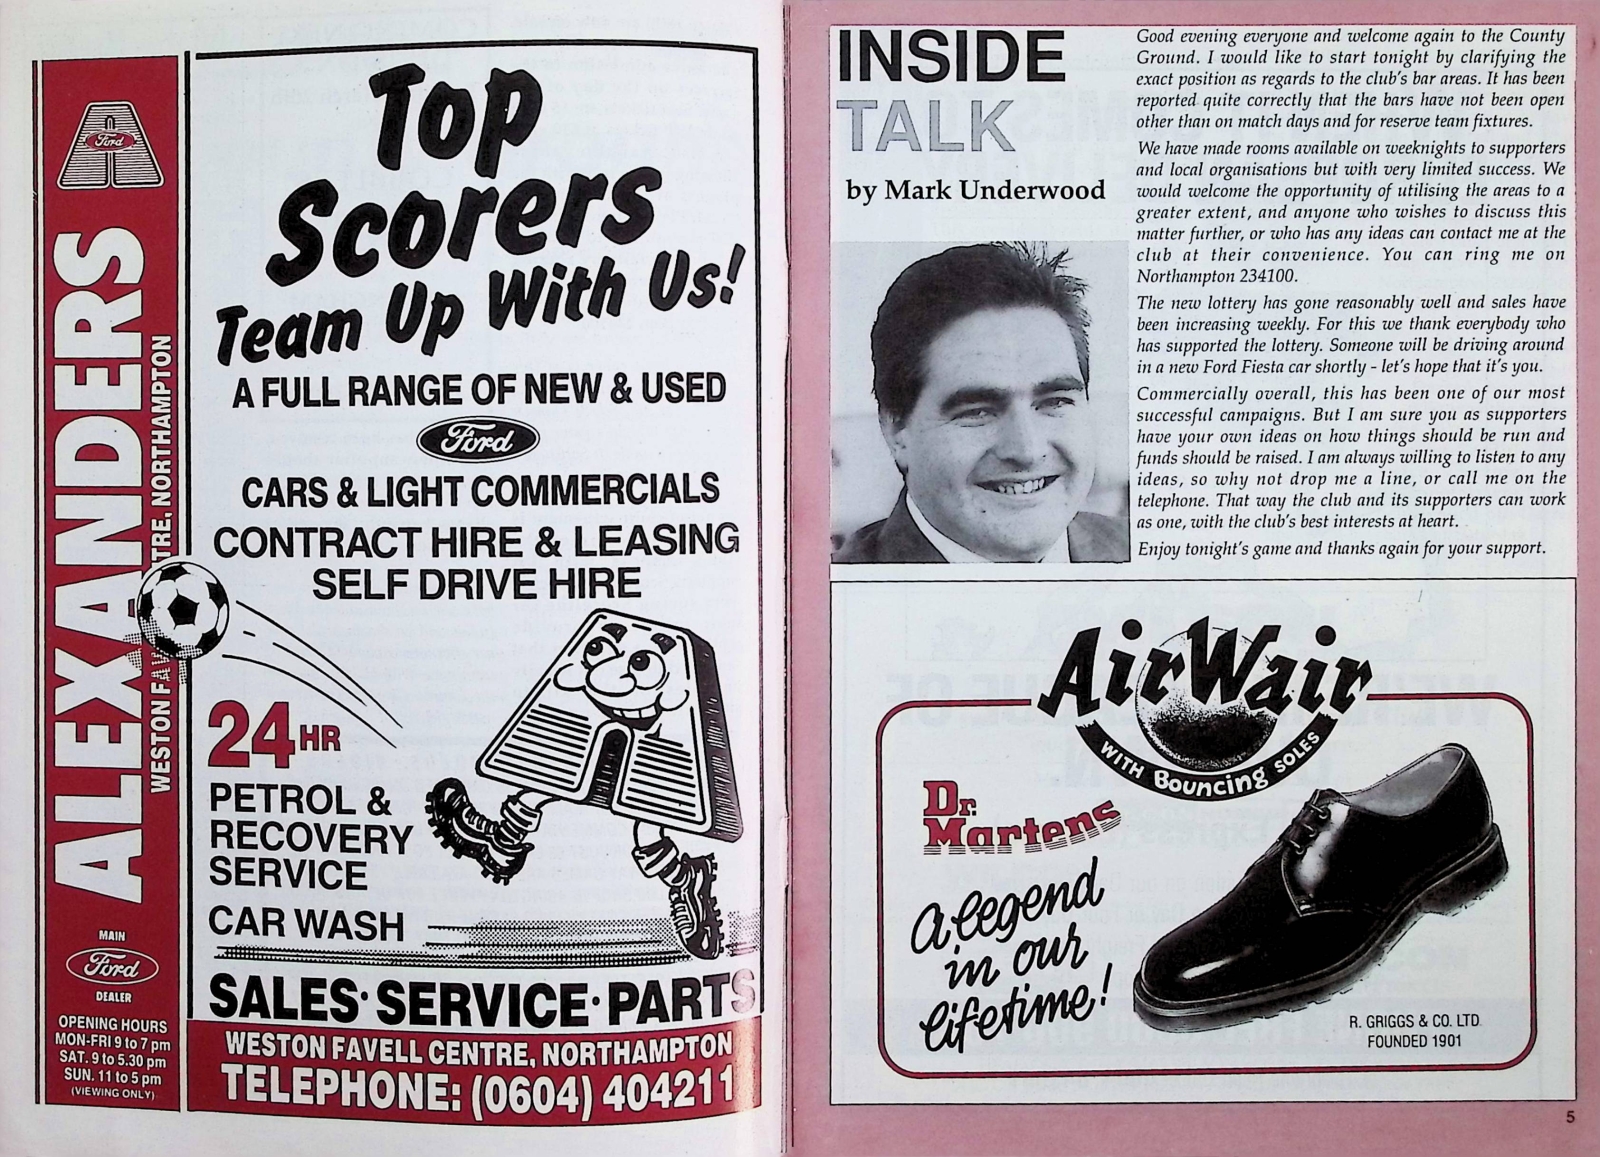 Ford
ALEXANDERS
WESTON FAV TRE, NORTHAMPTON
MAIN
Ford
DEALER
OPENING HOURS
MON-FRI 9 to 7 pm
SAT. 9 to 5.30 pm
SUN. 11 to 5 pm
(VIEWING ONLY)
Top
Scorers
Team Up With Us!
A FULL RANGE OF NEW & USED
Ford
CARS & LIGHT COMMERCIALS
CONTRACT HIRE & LEASING
SELF DRIVE HIRE
24 HR
PETROL &
RECOVERY
SERVICE
CAR WASH
SALES·SERVICE·PARTS
WESTON FAVELL CENTRE, NORTHAMPTON
TELEPHONE: (0604) 404211
INSIDE
TALK
by Mark Underwood
Good evening everyone and welcome again to the County
Ground. I would like to start tonight by clarifying the
exact position as regards to the club's bar areas. It has been
reported quite correctly that the bars have not been open
other than on match days and for reserve team fixtures.
We have made rooms available on weeknights to supporters
and local organisations but with very limited success. We
would welcome the opportunity of utilising the areas to a
greater extent, and anyone who wishes to discuss this
matter further, or who has any ideas can contact me at the
club at their convenience. You can ring me on
Northampton 234100.
The new lottery has gone reasonably well and sales have
been increasing weekly. For this we thank everybody who
has supported the lottery. Someone will be driving around
in a new Ford Fiesta car shortly - let's hope that it's you.
Commercially overall, this has been one of our most
successful campaigns. But I am sure you as supporters
have your own ideas on how things should be run and
funds should be raised. I am always willing to listen to any
ideas, so why not drop me a line, or call me on the
telephone. That way the club and its supporters can work
as one, with the club's best interests at heart.
Enjoy tonight's game and thanks again for your support.
AirWair
WITH Bouncing SOLES
Dr.
Martens
A legend
in our
lifetime!
R. GRIGGS & CO. LTD
FOUNDED 1901
5